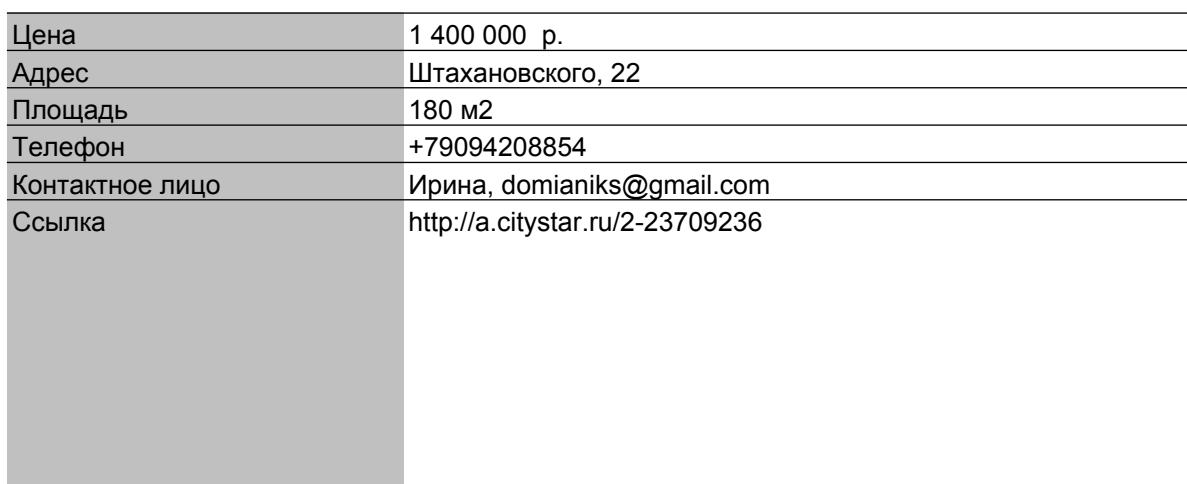 Цена 1 400 000 р.
Адрес Штахановского, 22
Площадь 180 м2
Телефон +79094208854
Контактное лицо Ирина, domianiks@gmail.com
Ссылка http://a.citystar.ru/2-23709236